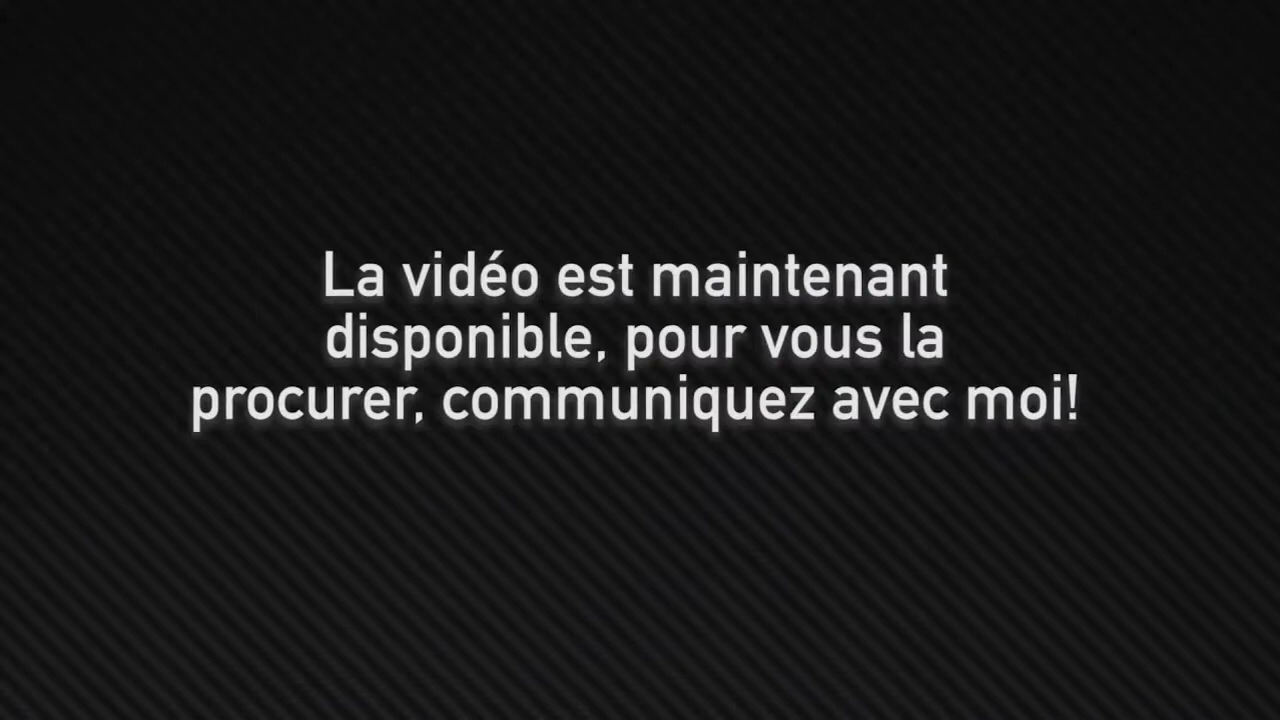 La vidéo est maintenant
disponible, pour vous la
procurer, communiquez avec moi!